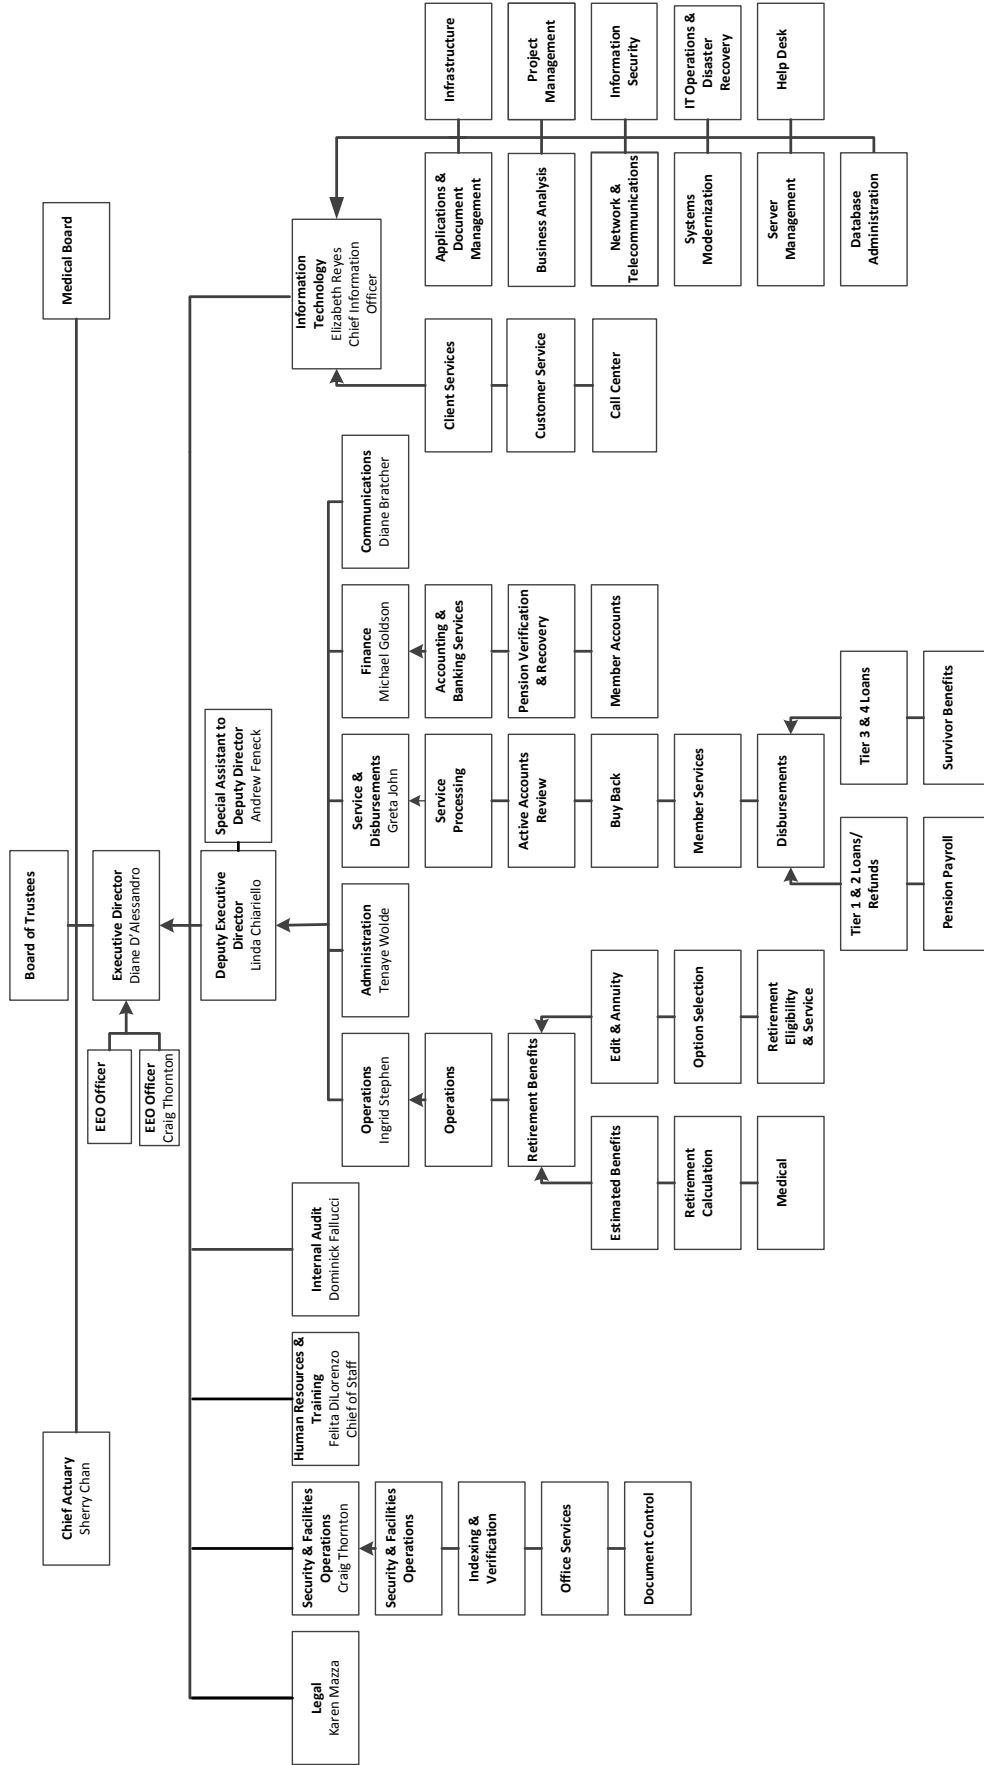 Board of Trustees
Chief Actuary
Sherry Chan
Medical Board
Executive Director
Diane D'Alessandro
EEO Officer
EEO Officer
Craig Thornton
Deputy Executive
Director
Linda Chiariello
Special Assistant to
Deputy Director
Andrew Feneck
Legal
Karen Mazza
Security & Facilities
Operations
Craig Thornton
Human Resources &
Training
Felita DiLorenzo
Chief of Staff
Internal Audit
Dominick Fallucci
Information
Technology
Elizabeth Reyes
Chief Information
Officer
Operations
Ingrid Stephen
Administration
Tenaye Wolde
Service &
Disbursements
Greta John
Finance
Michael Goldson
Communications
Diane Bratcher
Security & Facilities
Operations
Indexing &
Verification
Office Services
Document Control
Operations
Retirement Benefits
Estimated Benefits
Retirement
Calculation
Medical
Edit & Annuity
Option Selection
Retirement
Eligibility
& Service
Service
Processing
Active Accounts
Review
Buy Back
Member Services
Disbursements
Tier 1 & 2 Loans/
Refunds
Pension Payroll
Tier 3 & 4 Loans
Survivor Benefits
Accounting &
Banking Services
Pension Verification
& Recovery
Member Accounts
Client Services
Customer Service
Call Center
Applications &
Document
Management
Infrastructure
Business Analysis
Project
Management
Network &
Telecommunications
Information
Security
Systems
Modernization
IT Operations &
Disaster
Recovery
Server
Management
Help Desk
Database
Administration